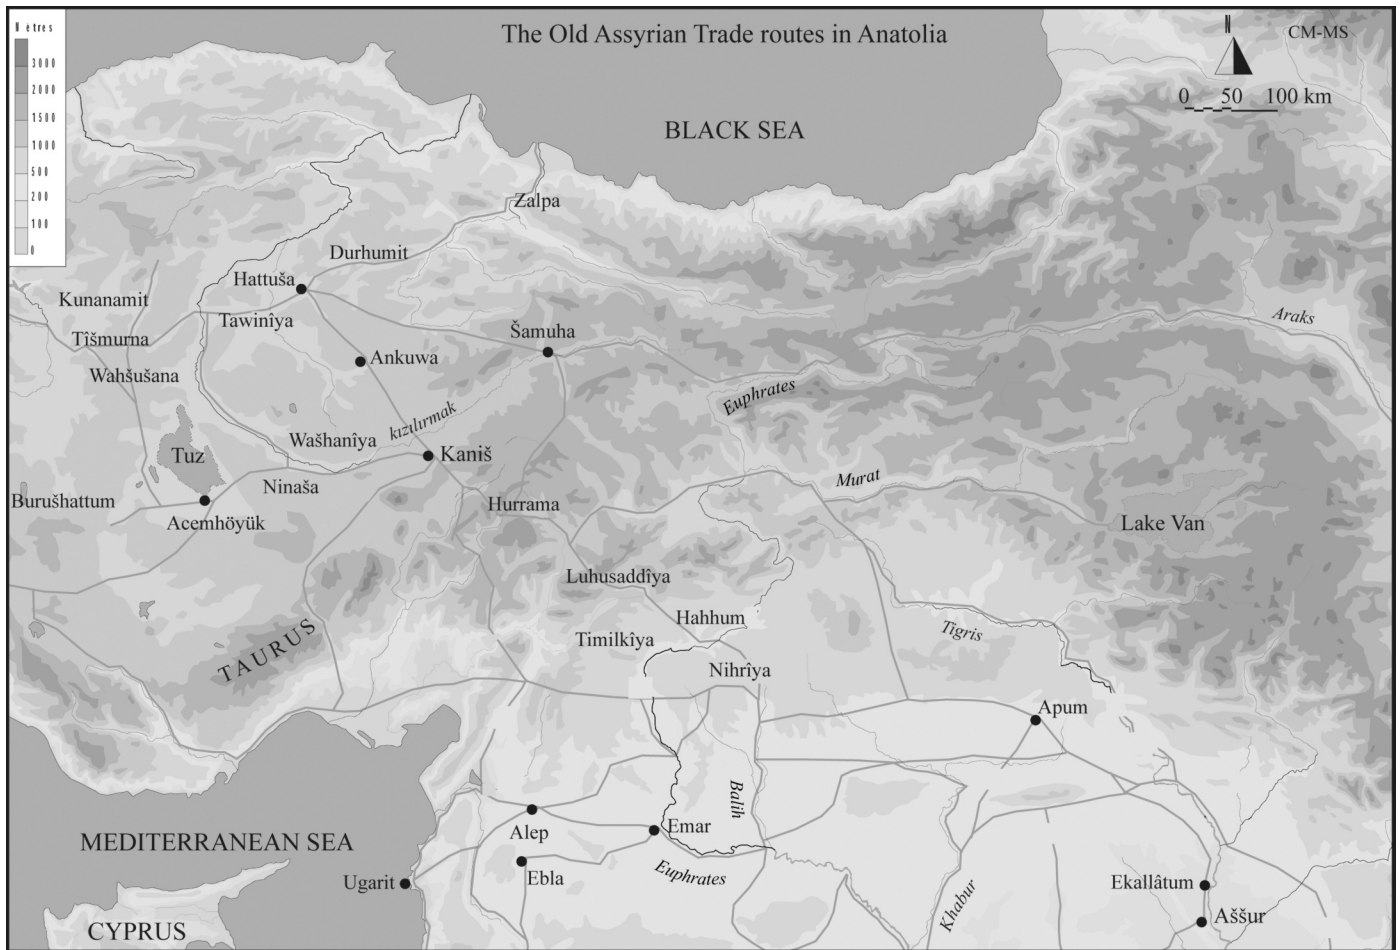 Mètres
3000
2000
1500
1000
500
200
100
0
The Old Assyrian Trade routes in Anatolia
N
CM-MS
0 50 100 km
BLACK SEA
Zalpa
Durhumit
Hattuša
Kunanamit
Tawinîya
Araks
Tîšmurna
Šamuha
Ankuwa
Wahšušana
Euphrates
kızılırmak
Wašhanîya
Tuz
Kaniš
Ninaša
Murat
Burušhattum
Hurrama
Acemhöyük
Lake Van
Luhusaddîya
Hahhum
TAURUS
Timilkîya
Tigris
Nihrîya
Apum
Balih
Alep
Emar
MEDITERRANEAN SEA
Ebla
Euphrates
Ugarit
Ekallâtum
Khabur
Aššur
CYPRUS